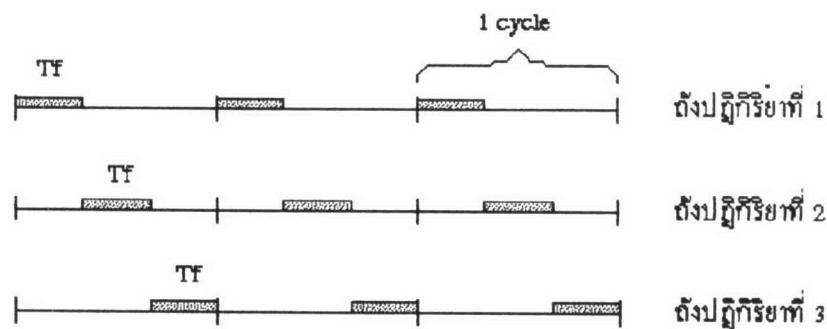 1 cycle
Tf
ถังปฏิกิริยาที่ 1
Tf
ถังปฏิกิริยาที่ 2
Tf
ถังปฏิกิริยาที่ 3